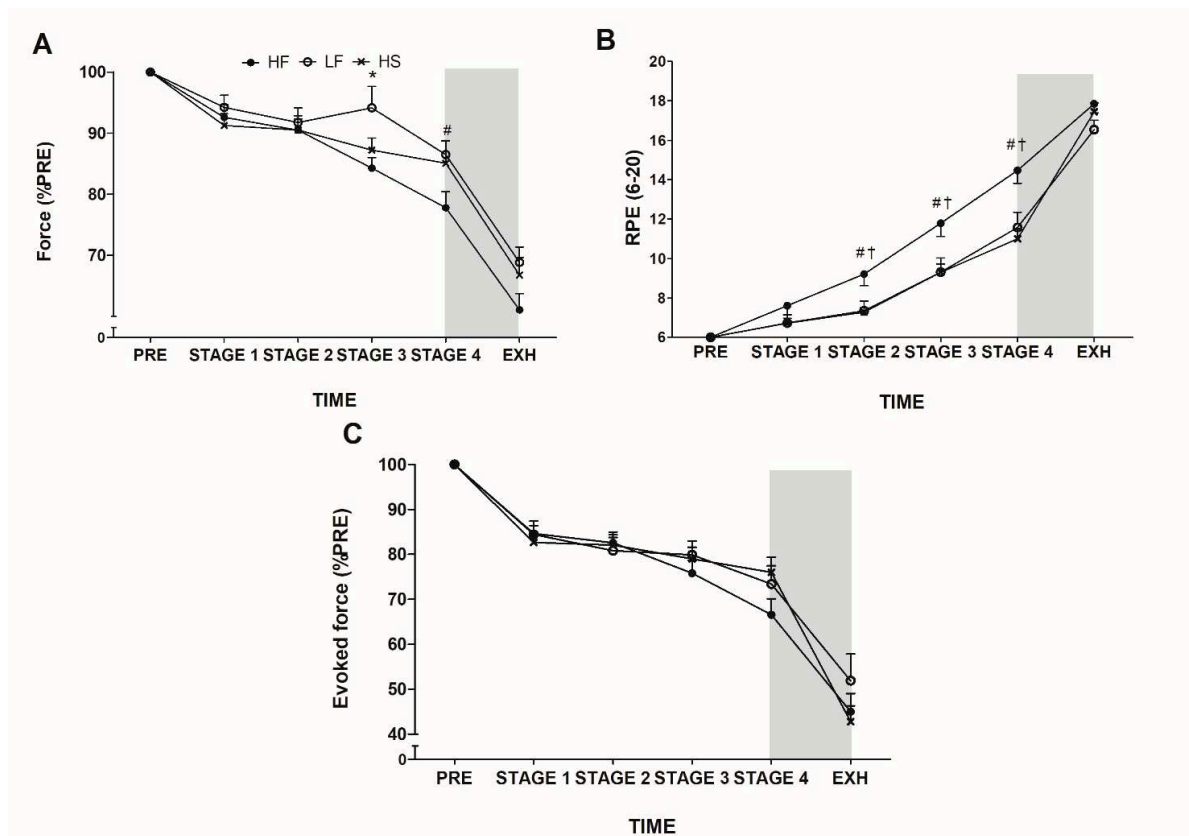 A
HF LF HS
*
#
100
90
80
70
0
Force (%PRE)
PRE STAGE 1 STAGE 2 STAGE 3 STAGE 4 EXH
TIME
B
20
18
16
14
12
10
8
6
RPE (6-20)
#†
#†
#†
PRE STAGE 1 STAGE 2 STAGE 3 STAGE 4 EXH
TIME
C
100
90
80
70
60
50
40
0
Evoked force (%PRE)
PRE STAGE 1 STAGE 2 STAGE 3 STAGE 4 EXH
TIME